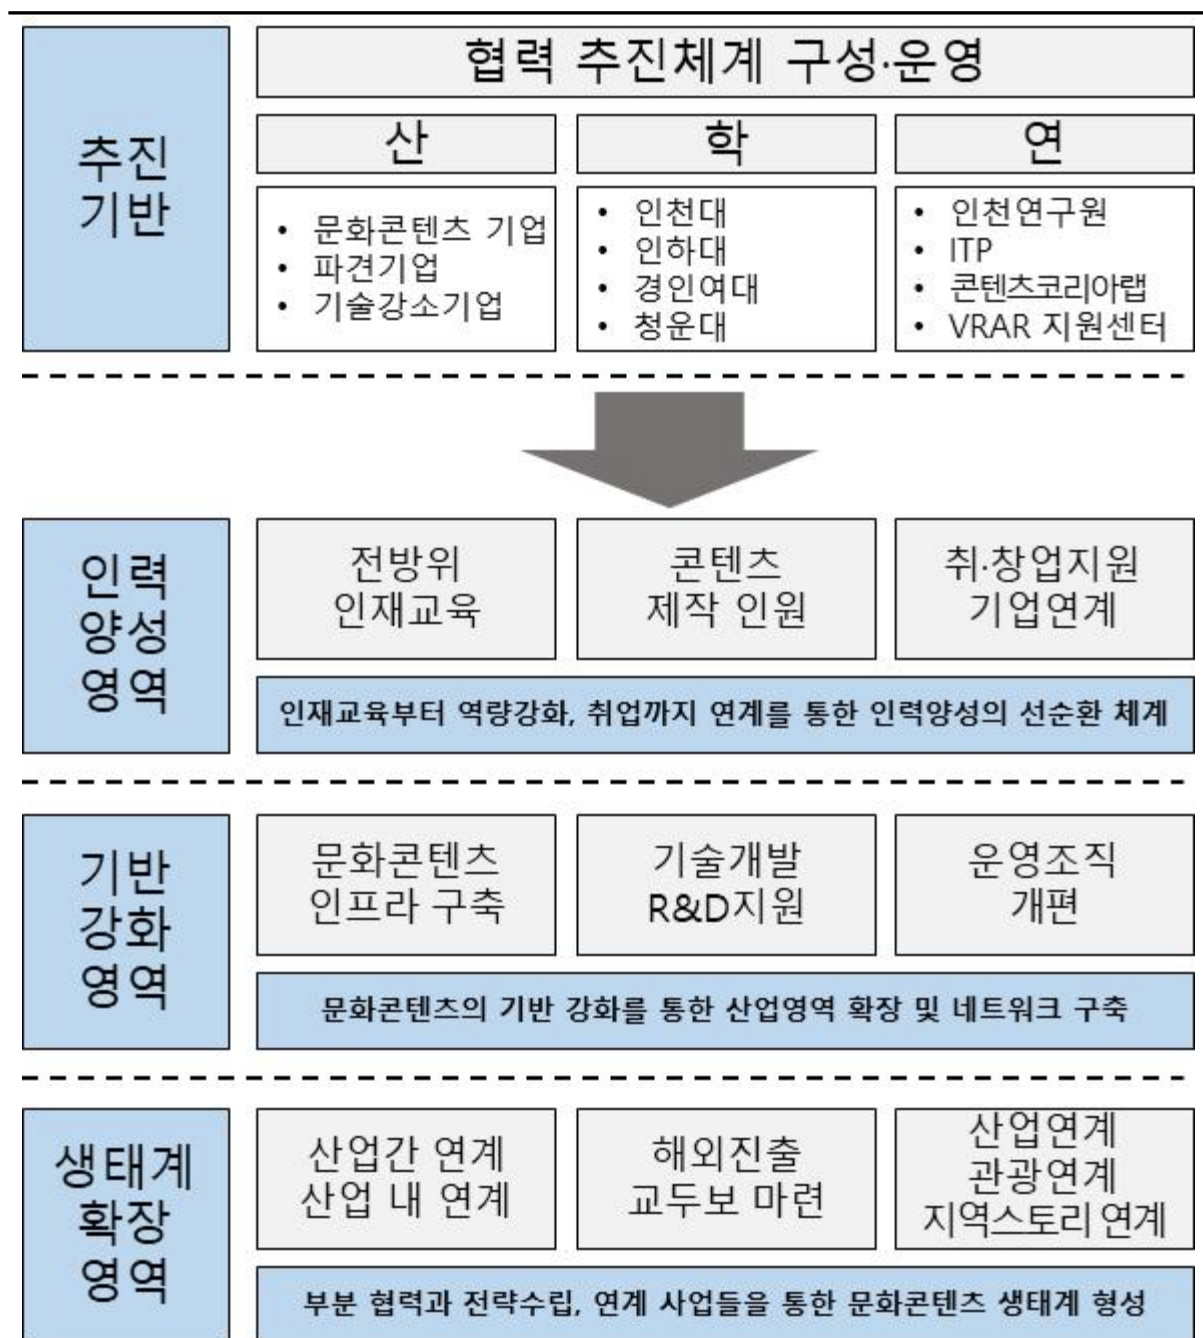 추진
기반
협력 추진체계 구성·운영
산
학
연
• 문화콘텐츠 기업
• 파견기업
• 기술강소기업
• 인천대
• 인하대
• 경인여대
• 청운대
• 인천연구원
• ITP
• 콘텐츠코리아랩
• VRAR 지원센터
인력
양성
영역
전방위
인재교육
콘텐츠
제작 인원
취·창업지원
기업연계
인재교육부터 역량강화, 취업까지 연계를 통한 인력양성의 선순환 체계
기반
강화
영역
문화콘텐츠
인프라 구축
기술개발
R&D지원
운영조직
개편
문화콘텐츠의 기반 강화를 통한 산업영역 확장 및 네트워크 구축
생태계
확장
영역
산업간 연계
산업 내 연계
해외진출
교두보 마련
산업연계
관광연계
지역스토리 연계
부분 협력과 전략수립, 연계 사업들을 통한 문화콘텐츠 생태계 형성